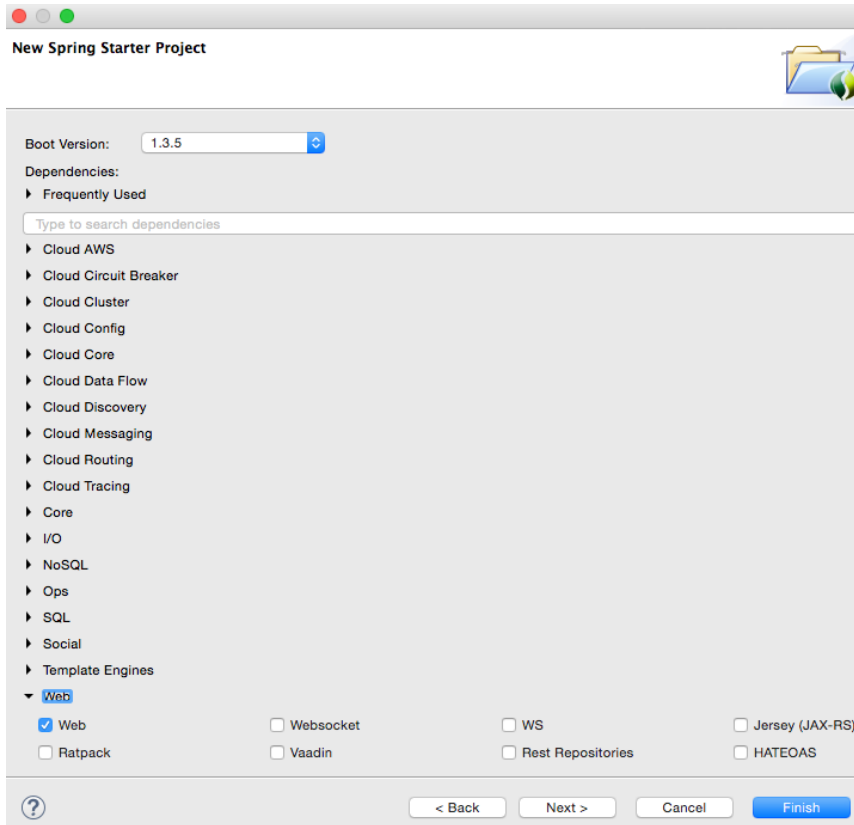 New Spring Starter Project
Boot Version: 1.3.5
Dependencies:
Frequently Used
Type to search dependencies
Cloud AWS
Cloud Circuit Breaker
Cloud Cluster
Cloud Config
Cloud Core
Cloud Data Flow
Cloud Discovery
Cloud Messaging
Cloud Routing
Cloud Tracing
Core
I/O
NoSQL
Ops
SQL
Social
Template Engines
Web
Web Websocket WS Jersey (JAX-RS)
Ratpack Vaadin Rest Repositories HATEOAS
? < Back Next > Cancel Finish